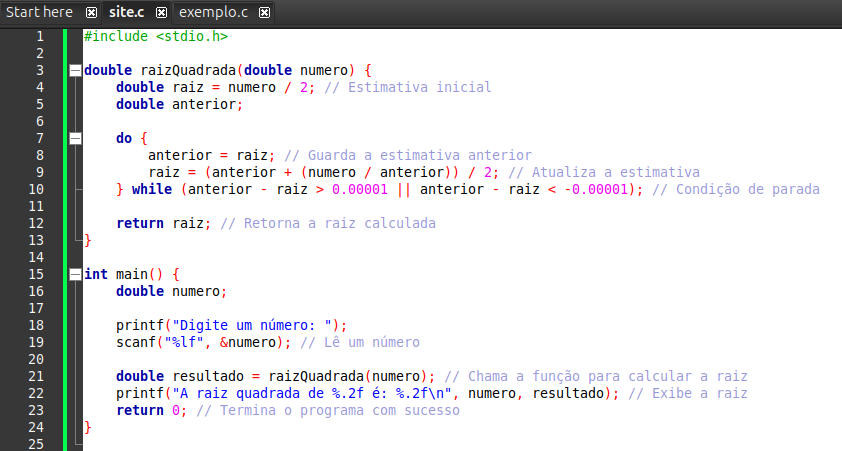 Start here site.c exemplo.c
1 #include <stdio.h>
2
3 double raizQuadrada(double numero) {
4     double raiz = numero / 2; // Estimativa inicial
5     double anterior;
6
7     do {
8         anterior = raiz; // Guarda a estimativa anterior
9         raiz = (anterior + (numero / anterior)) / 2; // Atualiza a estimativa
10     } while (anterior - raiz > 0.00001 || anterior - raiz < -0.00001); // Condição de parada
11
12     return raiz; // Retorna a raiz calculada
13 }
14
15 int main() {
16     double numero;
17
18     printf("Digite um número: ");
19     scanf("%lf", &numero); // Lê um número
20
21     double resultado = raizQuadrada(numero); // Chama a função para calcular a raiz
22     printf("A raiz quadrada de %.2f é: %.2f\n", numero, resultado); // Exibe a raiz
23     return 0; // Termina o programa com sucesso
24 }
25